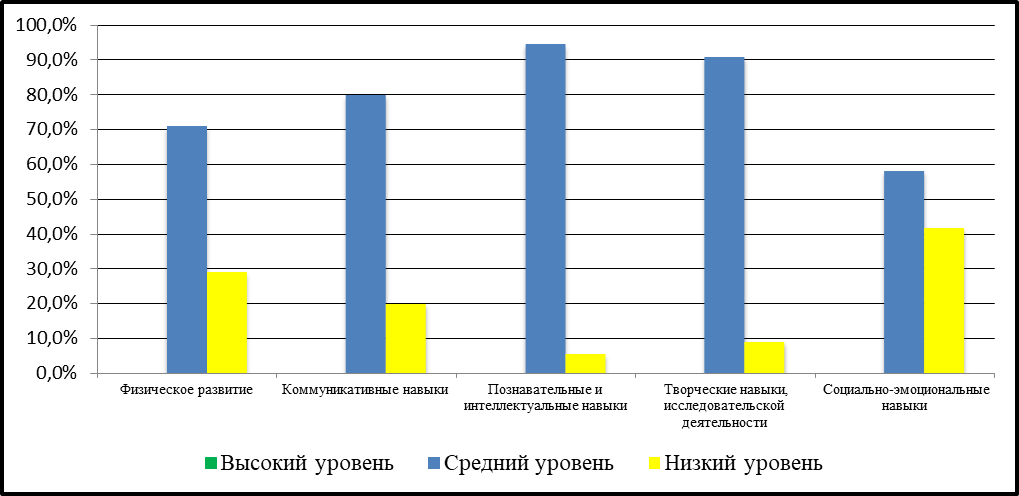 100,0%
90,0%
80,0%
70,0%
60,0%
50,0%
40,0%
30,0%
20,0%
10,0%
0,0%
Физическое развитие
Коммуникативные навыки
Познавательные и
интеллектуальные навыки
Творческие навыки,
исследовательской
деятельности
Социально-эмоциональные
навыки
Высокий уровень
Средний уровень
Низкий уровень